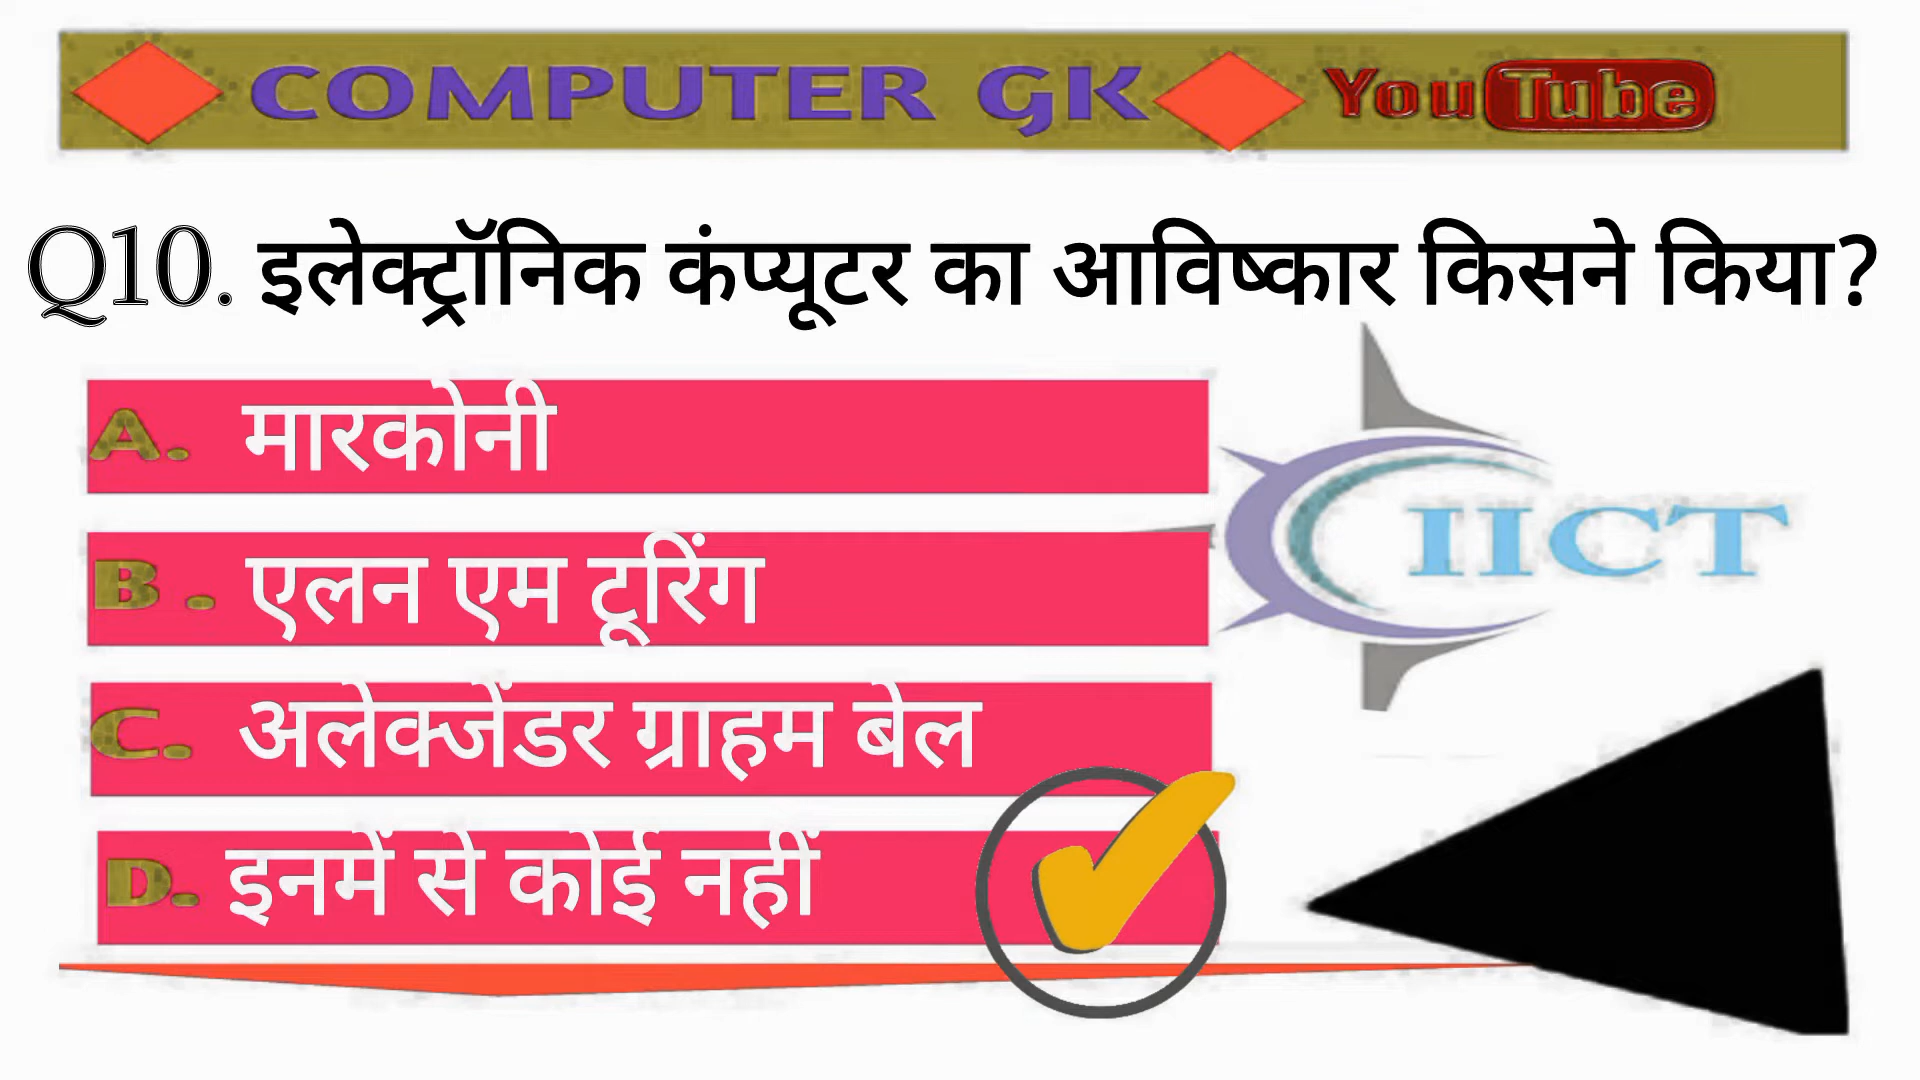 COMPUTER GK YouTube
Q10. इलेक्ट्रॉनिक कंप्यूटर का आविष्कार किसने किया?
A. मारकोनी
B . एलन एम टूरिंग
IICT
C. अलेक्जेंडर ग्राहम बेल
D. इनमें से कोई नहीं